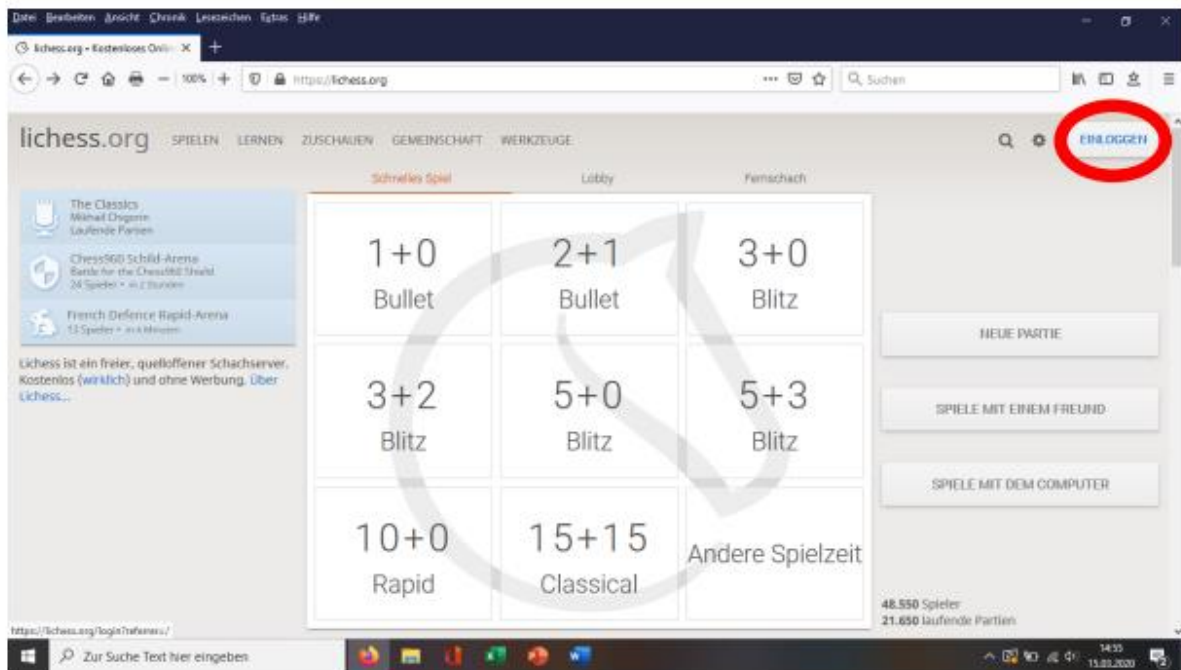 Datei Bearbeiten Ansicht Chronik Lesezeichen Extras Hilfe
lichess.org • Kostenloses Onlin
100%
https://lichess.org
Suchen
lichess.org SPIELEN LERNEN ZUSCHAUEN GEMEINSCHAFT WERKZEUGE
EINLOGGEN
Schnelles Spiel Lobby Fernschach
The Classics
Mikhail Chigorin
Laufende Partien
Chess960 Schild-Arena
Battle for the Chess960 Shield
24 Spieler • in 2 Stunden
French Defence Rapid-Arena
13 Spieler •
Lichess ist ein freier, quelloffener Schachserver.
Kostenlos (wirklich) und ohne Werbung. Über
Lichess...
1+0
Bullet
2+1
Bullet
3+0
Blitz
3+2
Blitz
5+0
Blitz
5+3
Blitz
10+0
Rapid
15+15
Classical
Andere Spielzeit
NEUE PARTIE
SPIELE MIT EINEM FREUND
SPIELE MIT DEM COMPUTER
48.550 Spieler
21.650 laufende Partien
https://lichess.org/login?referrer=/
Zur Suche Text hier eingeben
14:35
15.03.2020